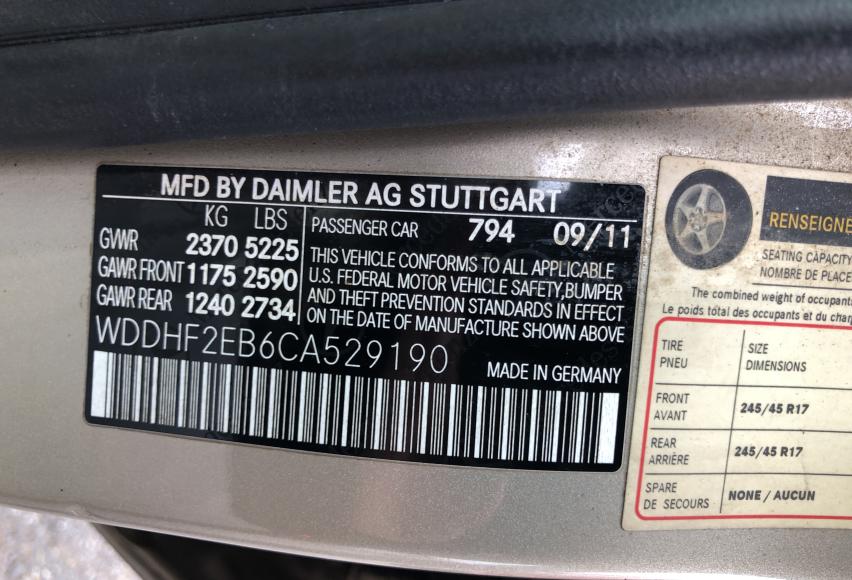 MFD BY DAIMLER AG STUTTGART
KG LBS
GVWR 2370 5225
GAWR FRONT 1175 2590
GAWR REAR 1240 2734
PASSENGER CAR 794 09/11
THIS VEHICLE CONFORMS TO ALL APPLICABLE
U.S. FEDERAL MOTOR VEHICLE SAFETY,BUMPER
AND THEFT PREVENTION STANDARDS IN EFFECT
ON THE DATE OF MANUFACTURE SHOWN ABOVE
WDDHF2EB6CA529190
MADE IN GERMANY
RENSEIGNE
SEATING CAPACITY
NOMBRE DE PLACE
The combined weight of occupants
Le poids total des occupants et du char
TIRE SIZE
PNEU DIMENSIONS
FRONT
AVANT 245/45 R17
REAR
ARRIÈRE 245/45 R17
SPARE
DE SECOURS NONE / AUCUN